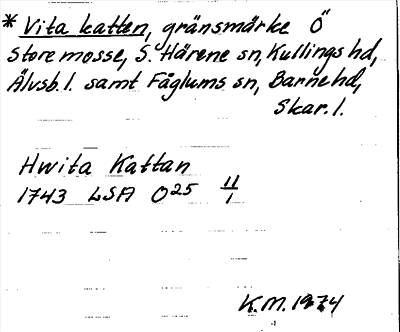 * Vita katten, gränsmärke Ö
Store mosse, S. Härene sn, Kullings hd,
Älvsb. l. samt Fåglums sn, Barne hd,
Skar. l.
Hwita Kattan
1743 LSA O25 11/1
K.M. 1974